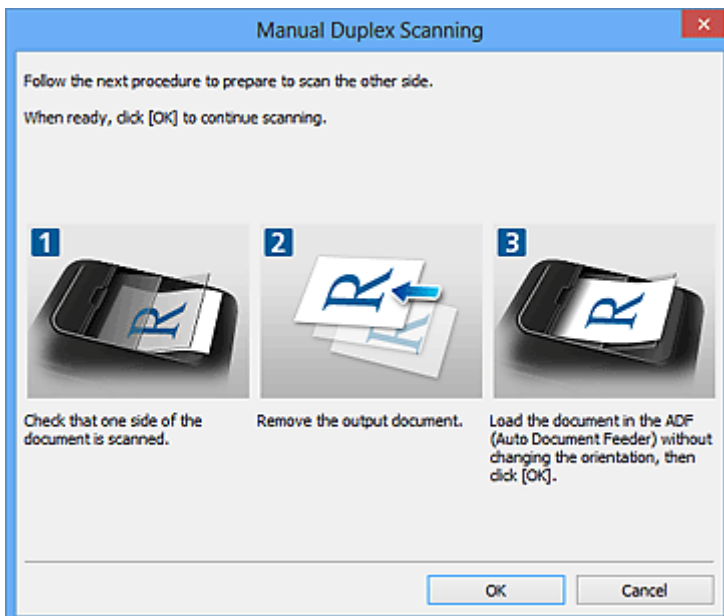 Manual Duplex Scanning
Follow the next procedure to prepare to scan the other side.
When ready, click [OK] to continue scanning.
1
2
3
R
R
R
Check that one side of the
document is scanned.
Remove the output document.
Load the document in the ADF
(Auto Document Feeder) without
changing the orientation, then
click [OK].
OK
Cancel